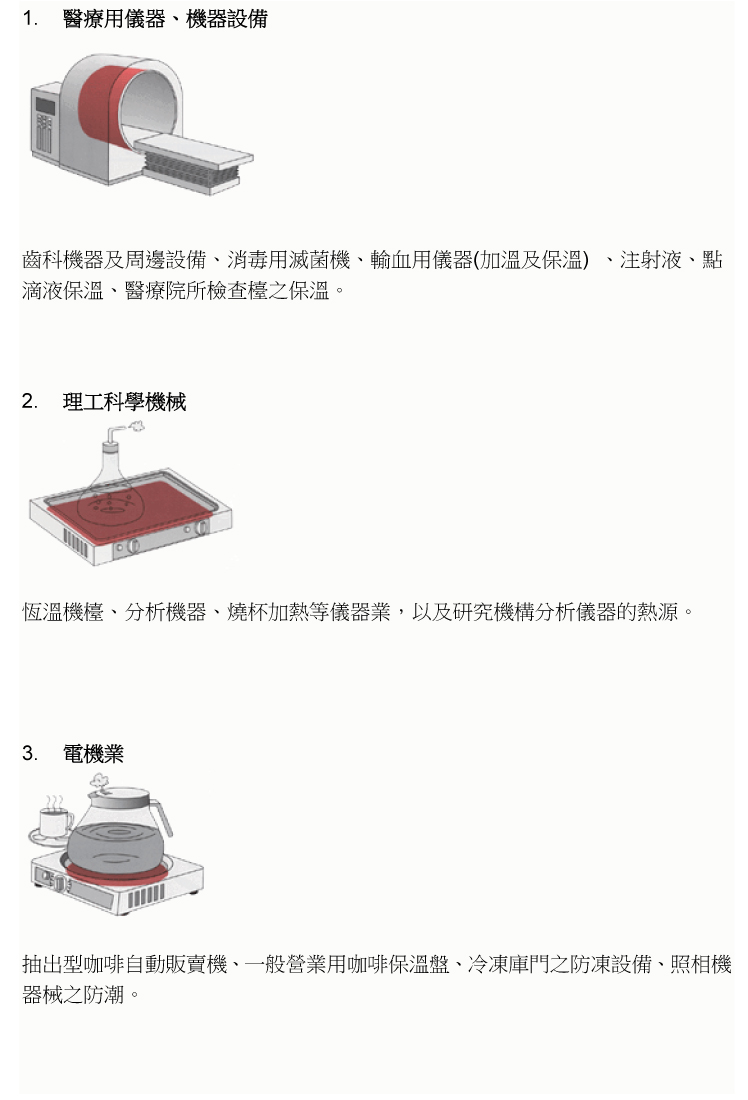 1. 醫療用儀器、機器設備
齒科機器及周邊設備、消毒用滅菌機、輸血用儀器(加溫及保溫) 、注射液、點
滴液保溫、醫療院所檢查檯之保溫。
2. 理工科學機械
恆溫機檯、分析機器、燒杯加熱等儀器業，以及研究機構分析儀器的熱源。
3. 電機業
抽出型咖啡自動販賣機、一般營業用咖啡保溫盤、冷凍庫門之防凍設備、照相機
器械之防潮。